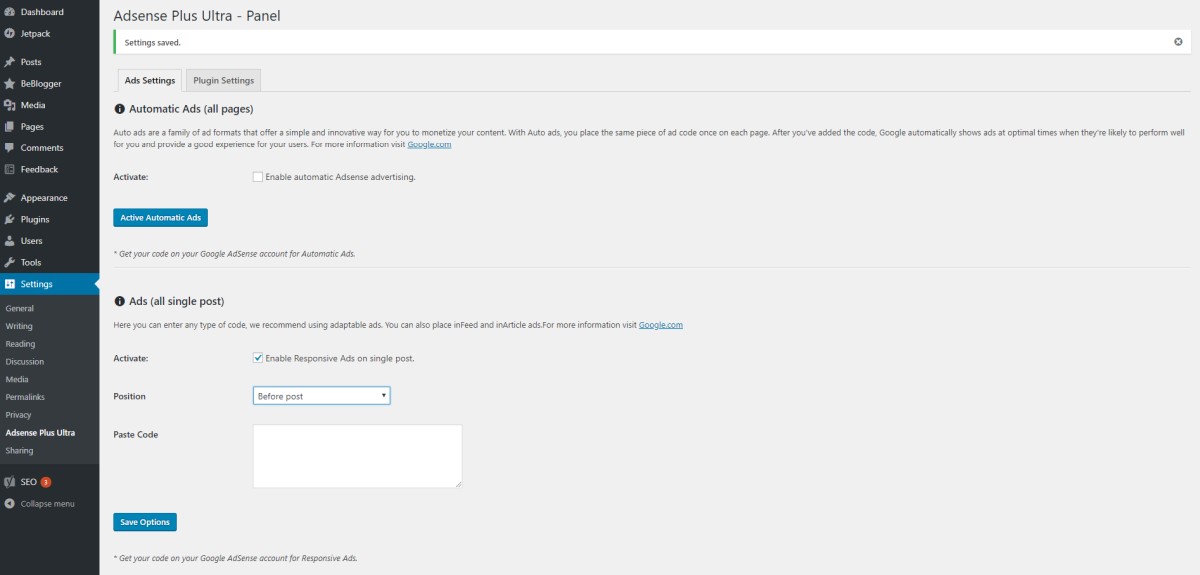 Dashboard
Jetpack
Posts
BeBlogger
Media
Pages
Comments
Feedback
Appearance
Plugins
Users
Tools
Settings
General
Writing
Reading
Discussion
Media
Permalinks
Privacy
Adsense Plus Ultra
Sharing
SEO 3
Collapse menu
Adsense Plus Ultra - Panel
Settings saved.
Ads Settings Plugin Settings
Automatic Ads (all pages)
Auto ads are a family of ad formats that offer a simple and innovative way for you to monetize your content. With Auto ads, you place the same piece of ad code once on each page. After you've added the code, Google automatically shows ads at optimal times when they're likely to perform well
for you and provide a good experience for your users. For more information visit Google.com
Activate: Enable automatic Adsense advertising.
Active Automatic Ads
* Get your code on your Google AdSense account for Automatic Ads.
Ads (all single post)
Here you can enter any type of code, we recommend using adaptable ads. You can also place inFeed and inArticle ads.For more information visit Google.com
Activate: Enable Responsive Ads on single post.
Position Before post
Paste Code
Save Options
* Get your code on your Google AdSense account for Responsive Ads.